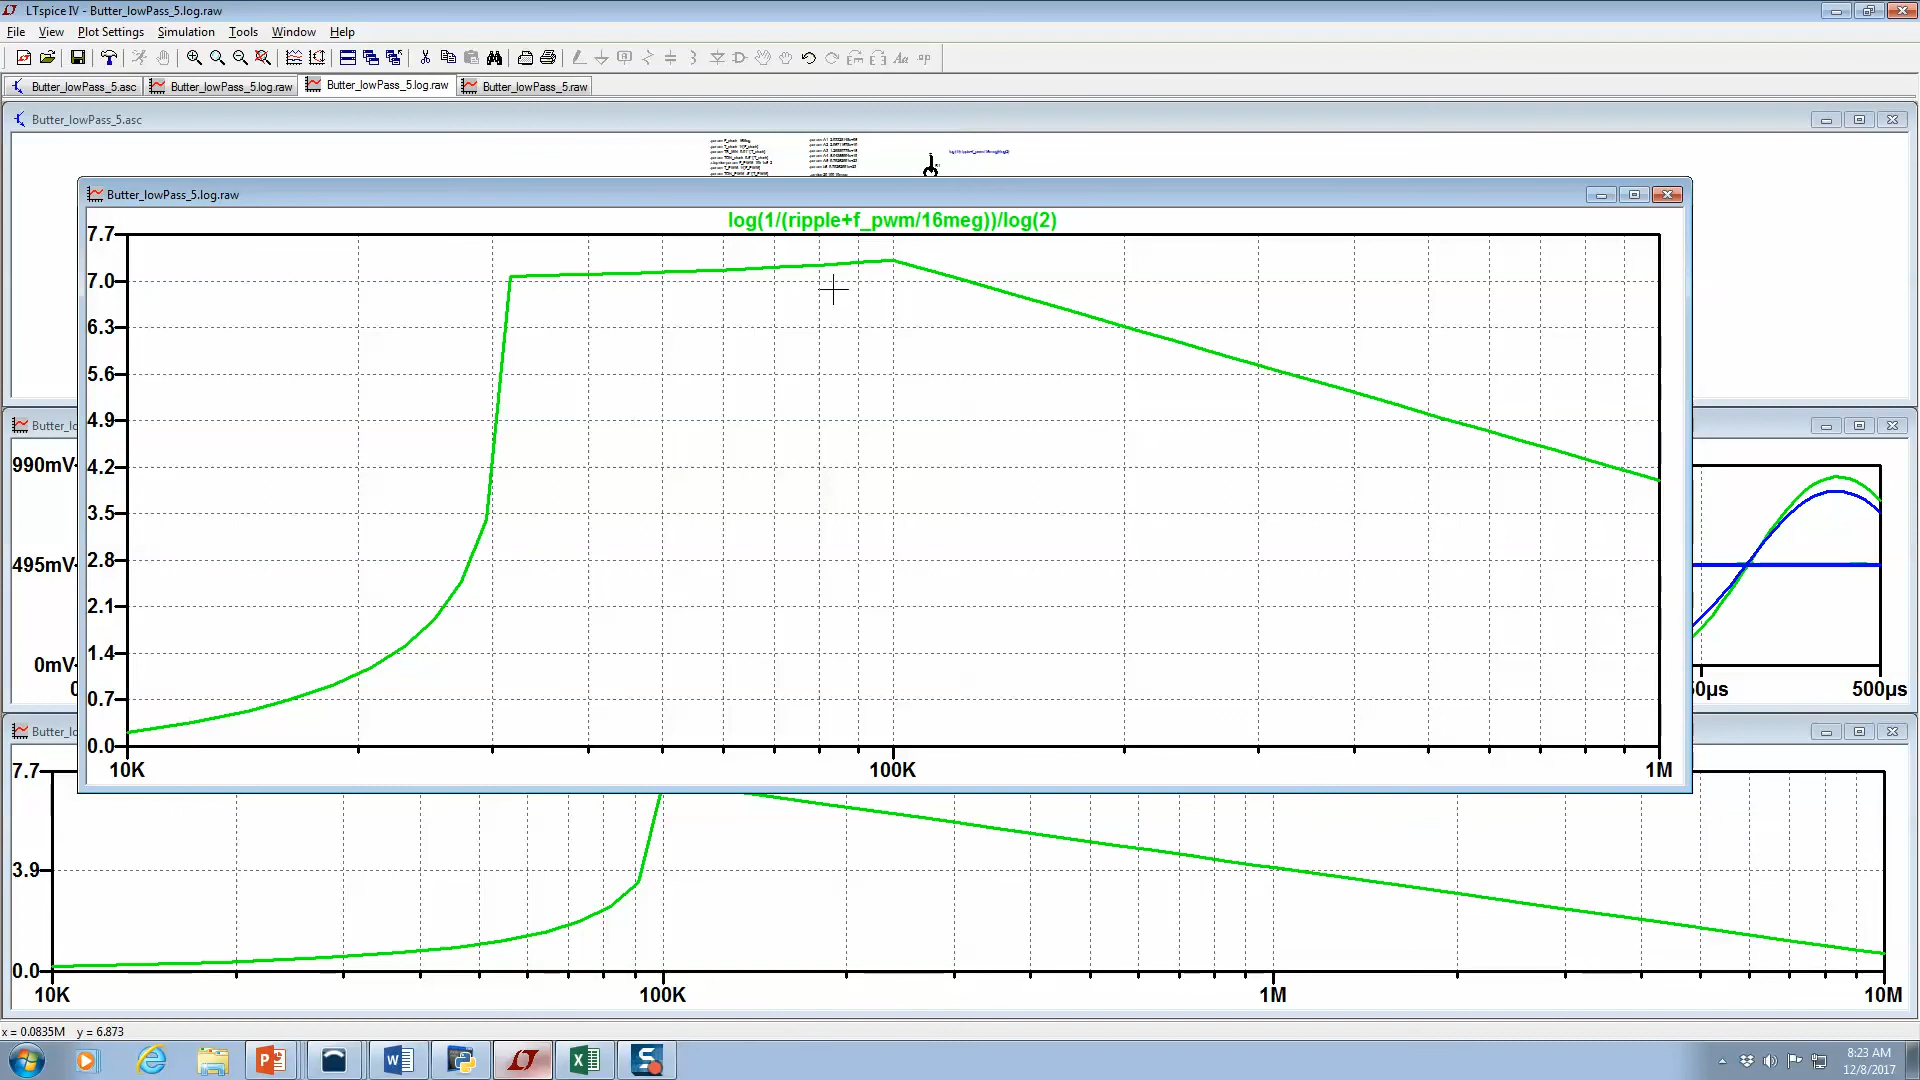 LTspice IV - Butter_lowPass_5.log.raw
File View Plot Settings Simulation Tools Window Help
Butter_lowPass_5.asc Butter_lowPass_5.log.raw Butter_lowPass_5.log.raw Butter_lowPass_5.raw
Butter_lowPass_5.asc
Butter_lowPass_5.log.raw
log(1/(ripple+f_pwm/16meg))/log(2)
7.7
7.0
6.3
5.6
4.9
4.2
3.5
2.8
2.1
1.4
0.7
0.0
10K 100K 1M
990mV
495mV
0mV
0
0µs 500µs
7.7
3.9
0.0
10K 100K 1M 10M
x = 0.0835M y = 6.873
8:23 AM
12/8/2017